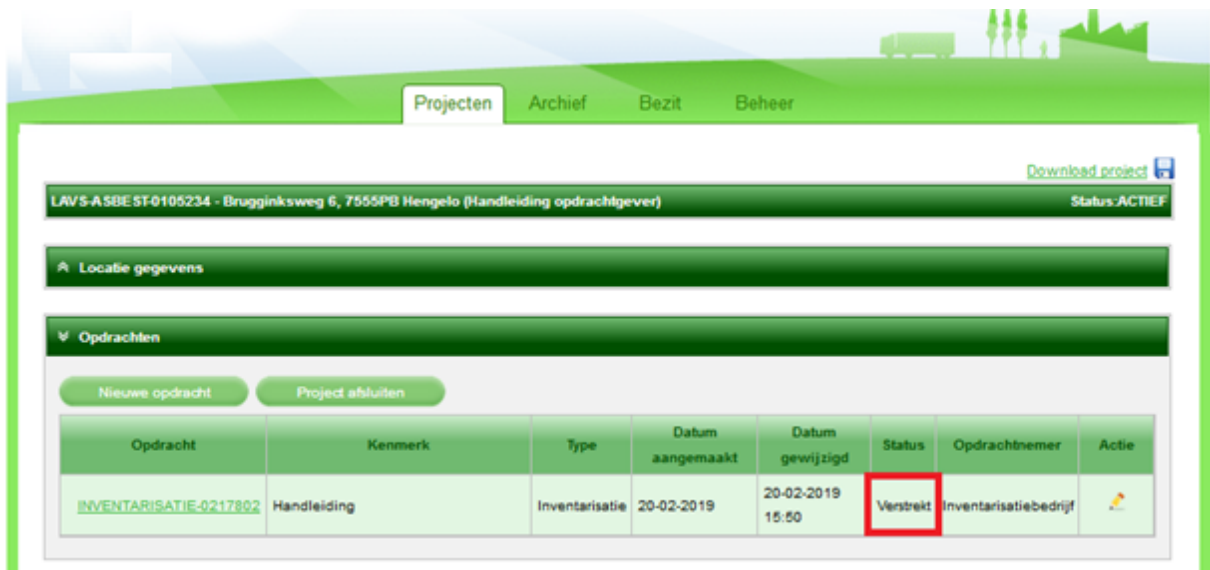 Projecten Archief Bezit Beheer
Download project
LAVS-ASBEST-0105234 - Brugginksweg 6, 7555PB Hengelo (Handleiding opdrachtgever) Status:ACTIEF
Locatie gegevens
Opdrachten
Nieuwe opdracht Project afsluiten
Opdracht Kenmerk Type Datum aangemaakt Datum gewijzigd Status Opdrachtnemer Actie
INVENTARISATIE-0217802 Handleiding Inventarisatie 20-02-2019 20-02-2019 15:50 Verstrekt Inventarisatiebedrijf